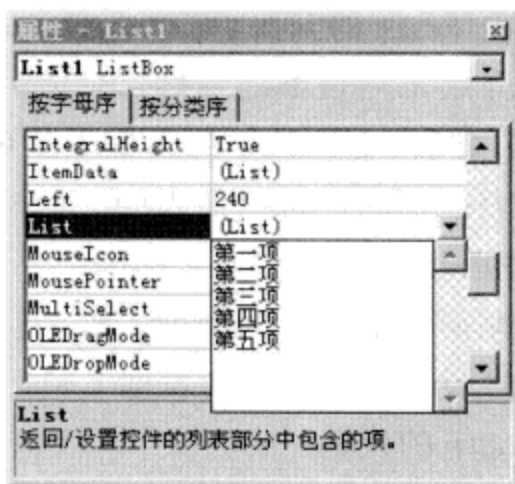 属性 - List1
List1 ListBox
按字母序 按分类序
IntegralHeight True
ItemData (List)
Left 240
List (List)
MouseIcon 第一项
MousePointer 第二项
MultiSelect 第三项
OLEDragMode 第四项
OLEDropMode 第五项
List
返回/设置控件的列表部分中包含的项。